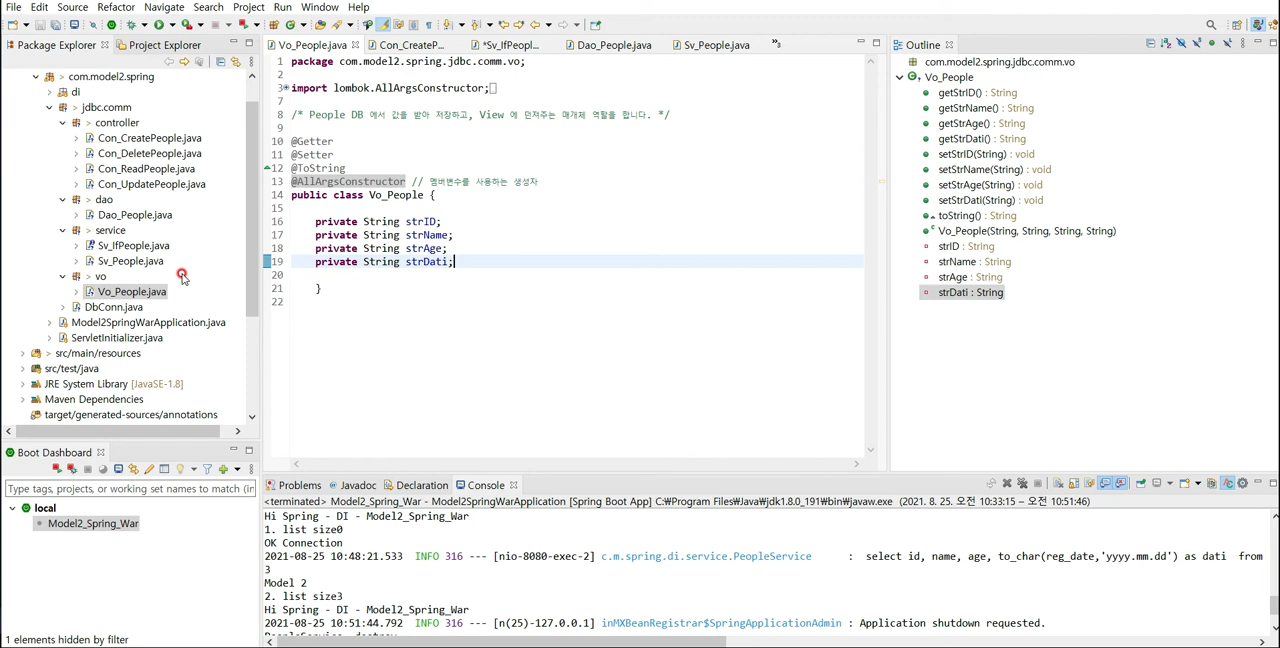 File Edit Source Refactor Navigate Search Project Run Window Help
Package Explorer
Project Explorer
com.model2.spring
di
> jdbc.comm
> controller
Con_CreatePeople.java
Con_DeletePeople.java
Con_ReadPeople.java
Con_UpdatePeople.java
> dao
Dao_People.java
> service
Sv_IfPeople.java
Sv_People.java
> vo
Vo_People.java
DbConn.java
Model2SpringWarApplication.java
ServletInitializer.java
> src/main/resources
src/test/java
JRE System Library [JavaSE-1.8]
Maven Dependencies
target/generated-sources/annotations
Boot Dashboard
Type tags, projects, or working set names to match (in
local
Model2_Spring_War
1 elements hidden by filter
Vo_People.java
Con_CreateP...
*Sv_IfPeopl...
Dao_People.java
Sv_People.java
1 package com.model2.spring.jdbc.comm.vo;
2
3 import lombok.AllArgsConstructor;
7
8 /* People DB 에서 값을 받아 저장하고, View 에 던져주는 매개체 역할을 합니다. */
9
10 @Getter
11 @Setter
12 @ToString
13 @AllArgsConstructor // 멤버변수를 사용하는 생성자
14 public class Vo_People {
15
16 private String strID;
17 private String strName;
18 private String strAge;
19 private String strDati;
20
21 }
22
Outline
com.model2.spring.jdbc.comm.vo
Vo_People
getStrID() : String
getStrName() : String
getStrAge() : String
getStrDati() : String
setStrID(String) : void
setStrName(String) : void
setStrAge(String) : void
setStrDati(String) : void
toString() : String
Vo_People(String, String, String, String)
strID : String
strName : String
strAge : String
strDati : String
Problems
Javadoc
Declaration
Console
<terminated> Model2_Spring_War - Model2SpringWarApplication [Spring Boot App] C:₩Program Files₩Java₩jdk1.8.0_191₩bin₩javaw.exe (2021. 8. 25. 오전 10:33:15 – 오전 10:51:46)
Hi Spring - DI - Model2_Spring_War
1. list size0
OK Connection
2021-08-25 10:48:21.533 INFO 316 --- [nio-8080-exec-2] c.m.spring.di.service.PeopleService : select id, name, age, to_char(reg_date,'yyyy.mm.dd') as dati from
3
Model 2
2. list size3
Hi Spring - DI - Model2_Spring_War
2021-08-25 10:51:44.792 INFO 316 --- [n(25)-127.0.0.1] inMXBeanRegistrar$SpringApplicationAdmin : Application shutdown requested.